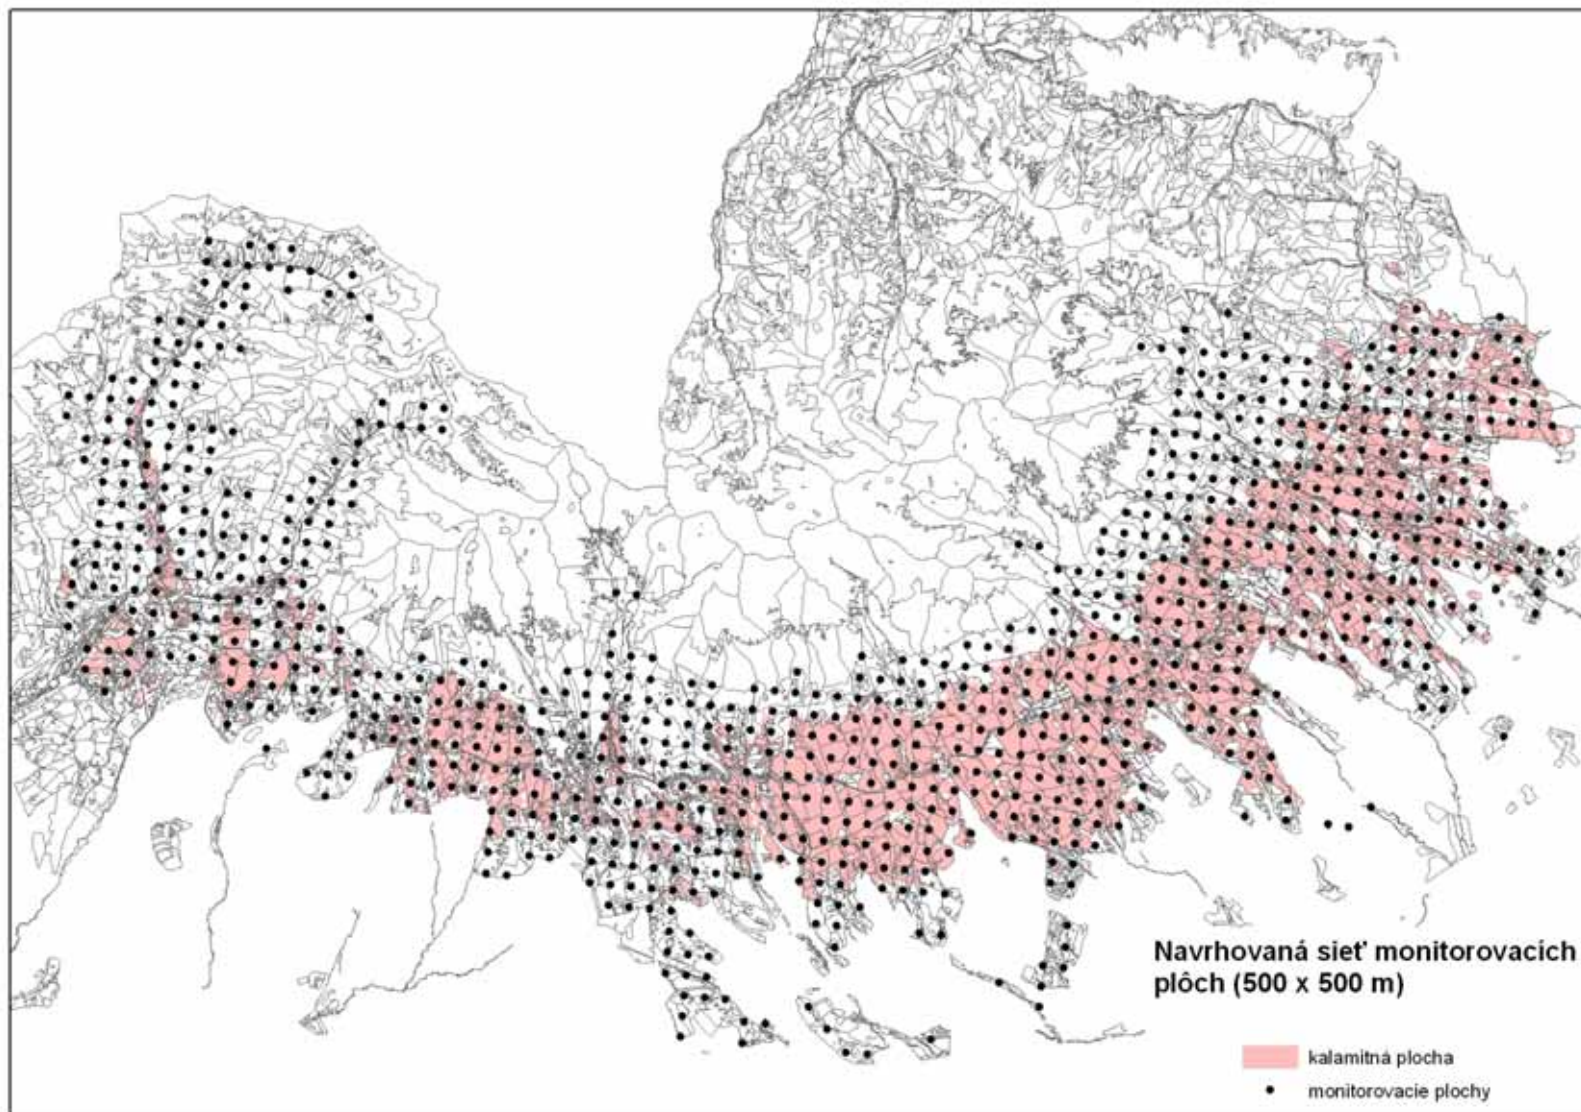 Navrhovaná sieť monitorovacích
plôch (500 x 500 m)
kalamitná plocha
monitorovacie plochy